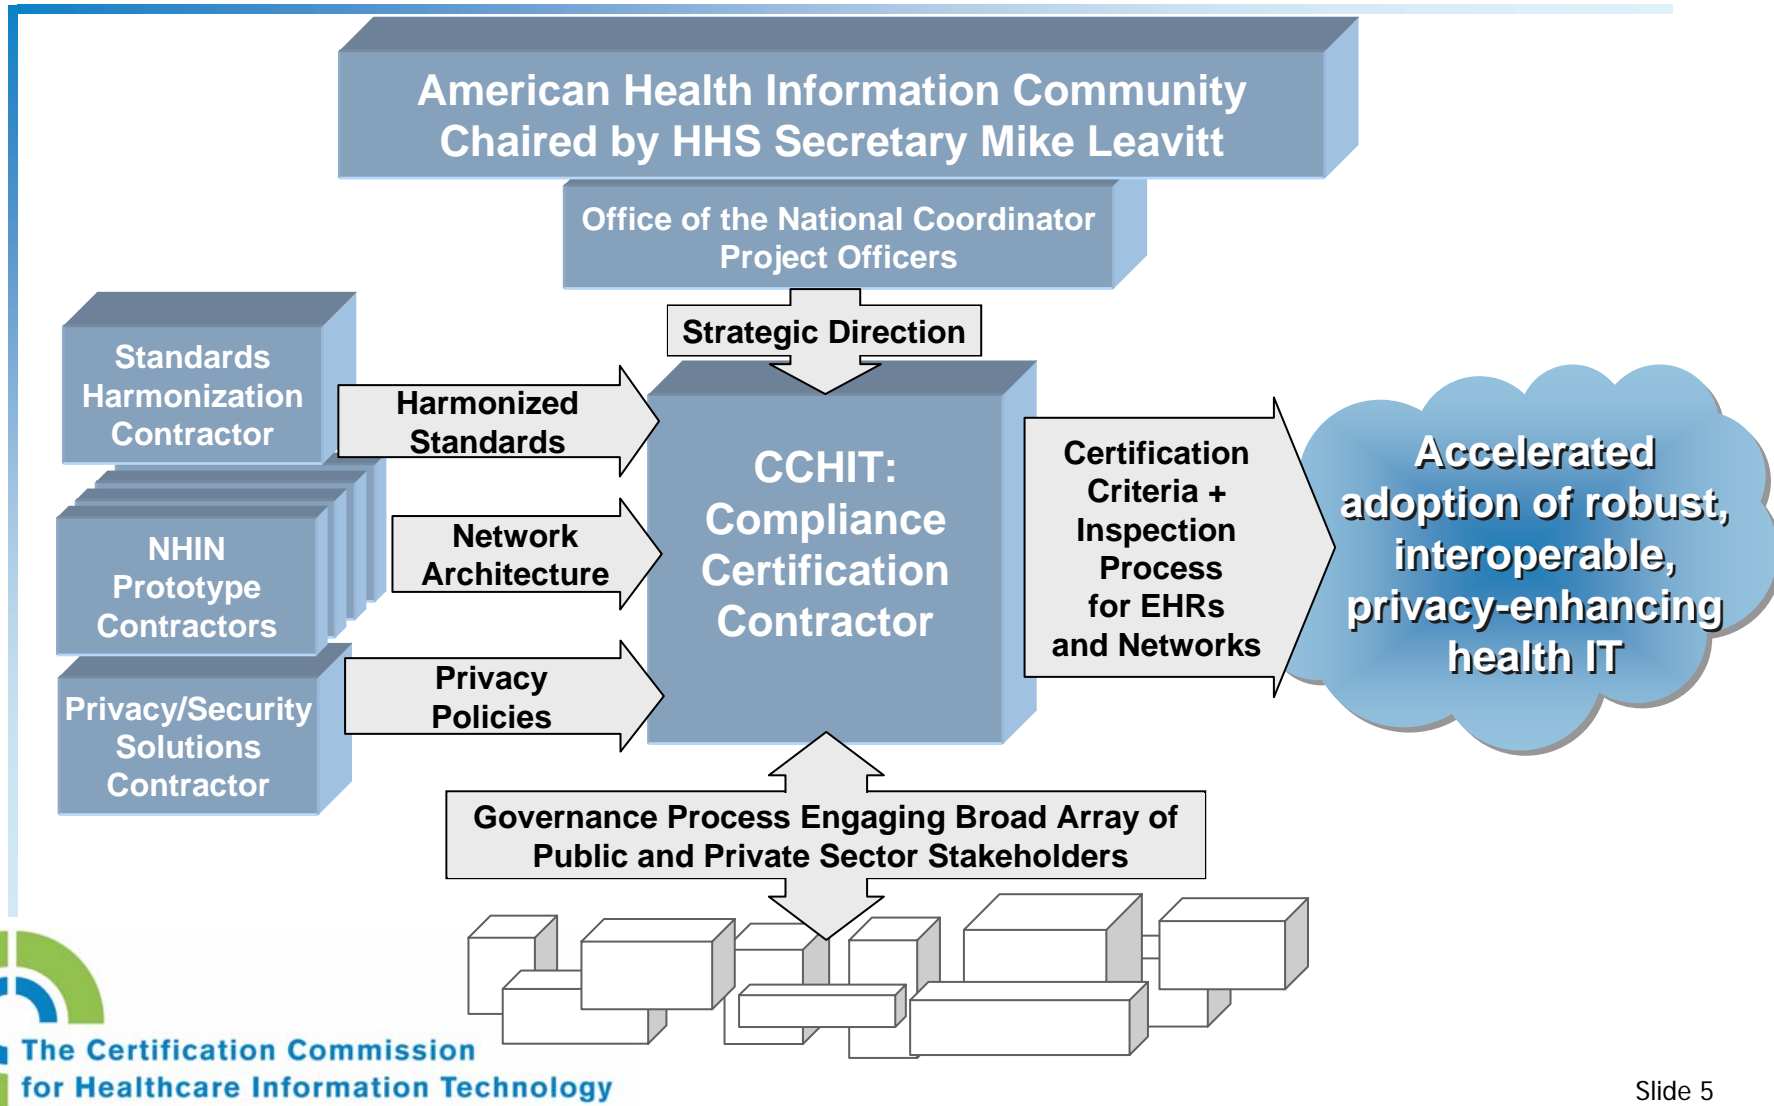 American Health Information Community
Chaired by HHS Secretary Mike Leavitt
Office of the National Coordinator
Project Officers
Strategic Direction
Standards
Harmonization
Contractor
Harmonized
Standards
NHIN
Prototype
Contractors
Network
Architecture
Privacy/Security
Solutions
Contractor
Privacy
Policies
CCHIT:
Compliance
Certification
Contractor
Certification
Criteria +
Inspection
Process
for EHRs
and Networks
Accelerated
adoption of robust,
interoperable,
privacy-enhancing
health IT
Governance Process Engaging Broad Array of
Public and Private Sector Stakeholders
The Certification Commission
for Healthcare Information Technology
Slide 5